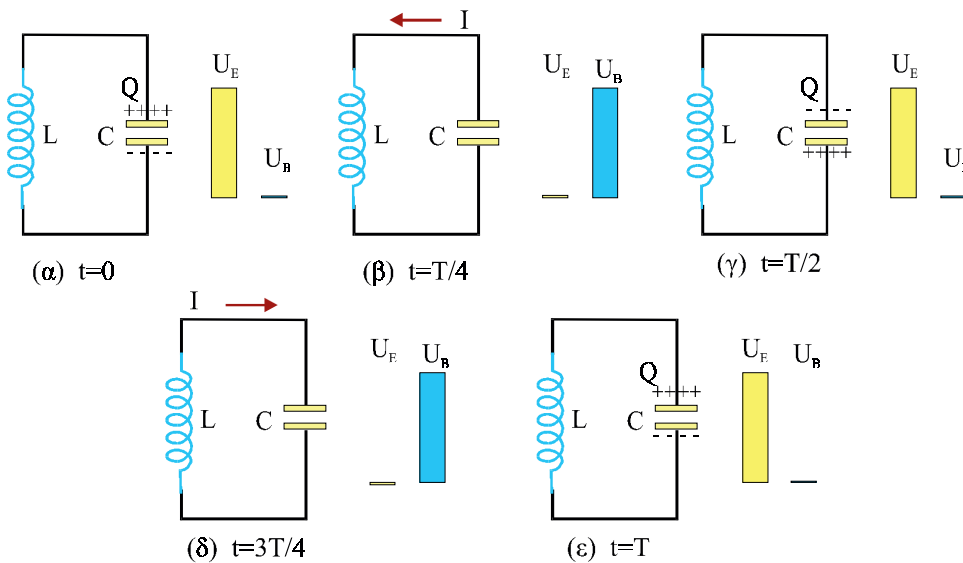 Q
++++
L
C
----
U_E
U_B
(α) t=0
I
C
L
U_E
U_B
(β) t=T/4
Q
----
L
C
++++
U_E
(γ) t=T/2
I
L
C
U_E
U_B
(δ) t=3T/4
Q
++++
L
C
----
U_E
U_B
(ε) t=T